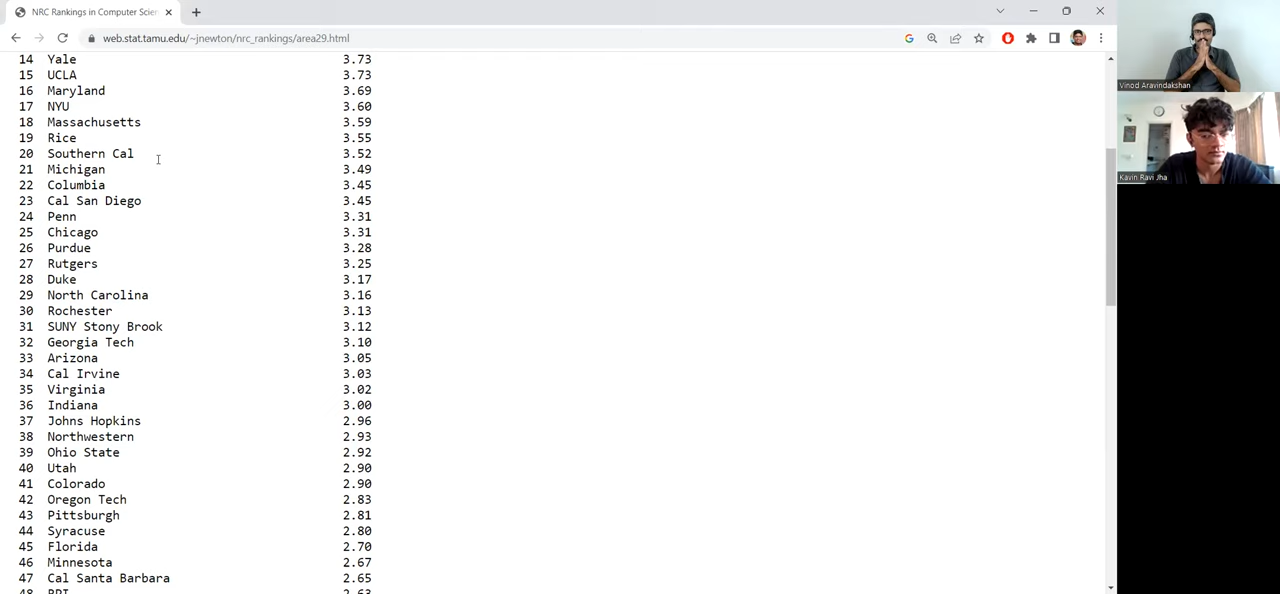 NRC Rankings in Computer Scien
web.stat.tamu.edu/~jnewton/nrc_rankings/area29.html
14 Yale 3.73
15 UCLA 3.73
16 Maryland 3.69
17 NYU 3.60
18 Massachusetts 3.59
19 Rice 3.55
20 Southern Cal 3.52
21 Michigan 3.49
22 Columbia 3.45
23 Cal San Diego 3.45
24 Penn 3.31
25 Chicago 3.31
26 Purdue 3.28
27 Rutgers 3.25
28 Duke 3.17
29 North Carolina 3.16
30 Rochester 3.13
31 SUNY Stony Brook 3.12
32 Georgia Tech 3.10
33 Arizona 3.05
34 Cal Irvine 3.03
35 Virginia 3.02
36 Indiana 3.00
37 Johns Hopkins 2.96
38 Northwestern 2.93
39 Ohio State 2.92
40 Utah 2.90
41 Colorado 2.90
42 Oregon Tech 2.83
43 Pittsburgh 2.81
44 Syracuse 2.80
45 Florida 2.70
46 Minnesota 2.67
47 Cal Santa Barbara 2.65
48 RPI 2.63
Vinod Aravindakshan
Kavin Ravi Jha